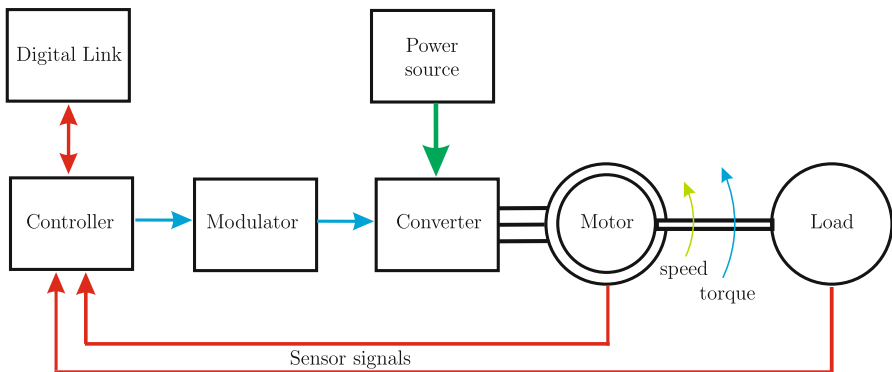 Digital Link
Power
source
Controller
Modulator
Converter
Motor
Load
speed
torque
Sensor signals